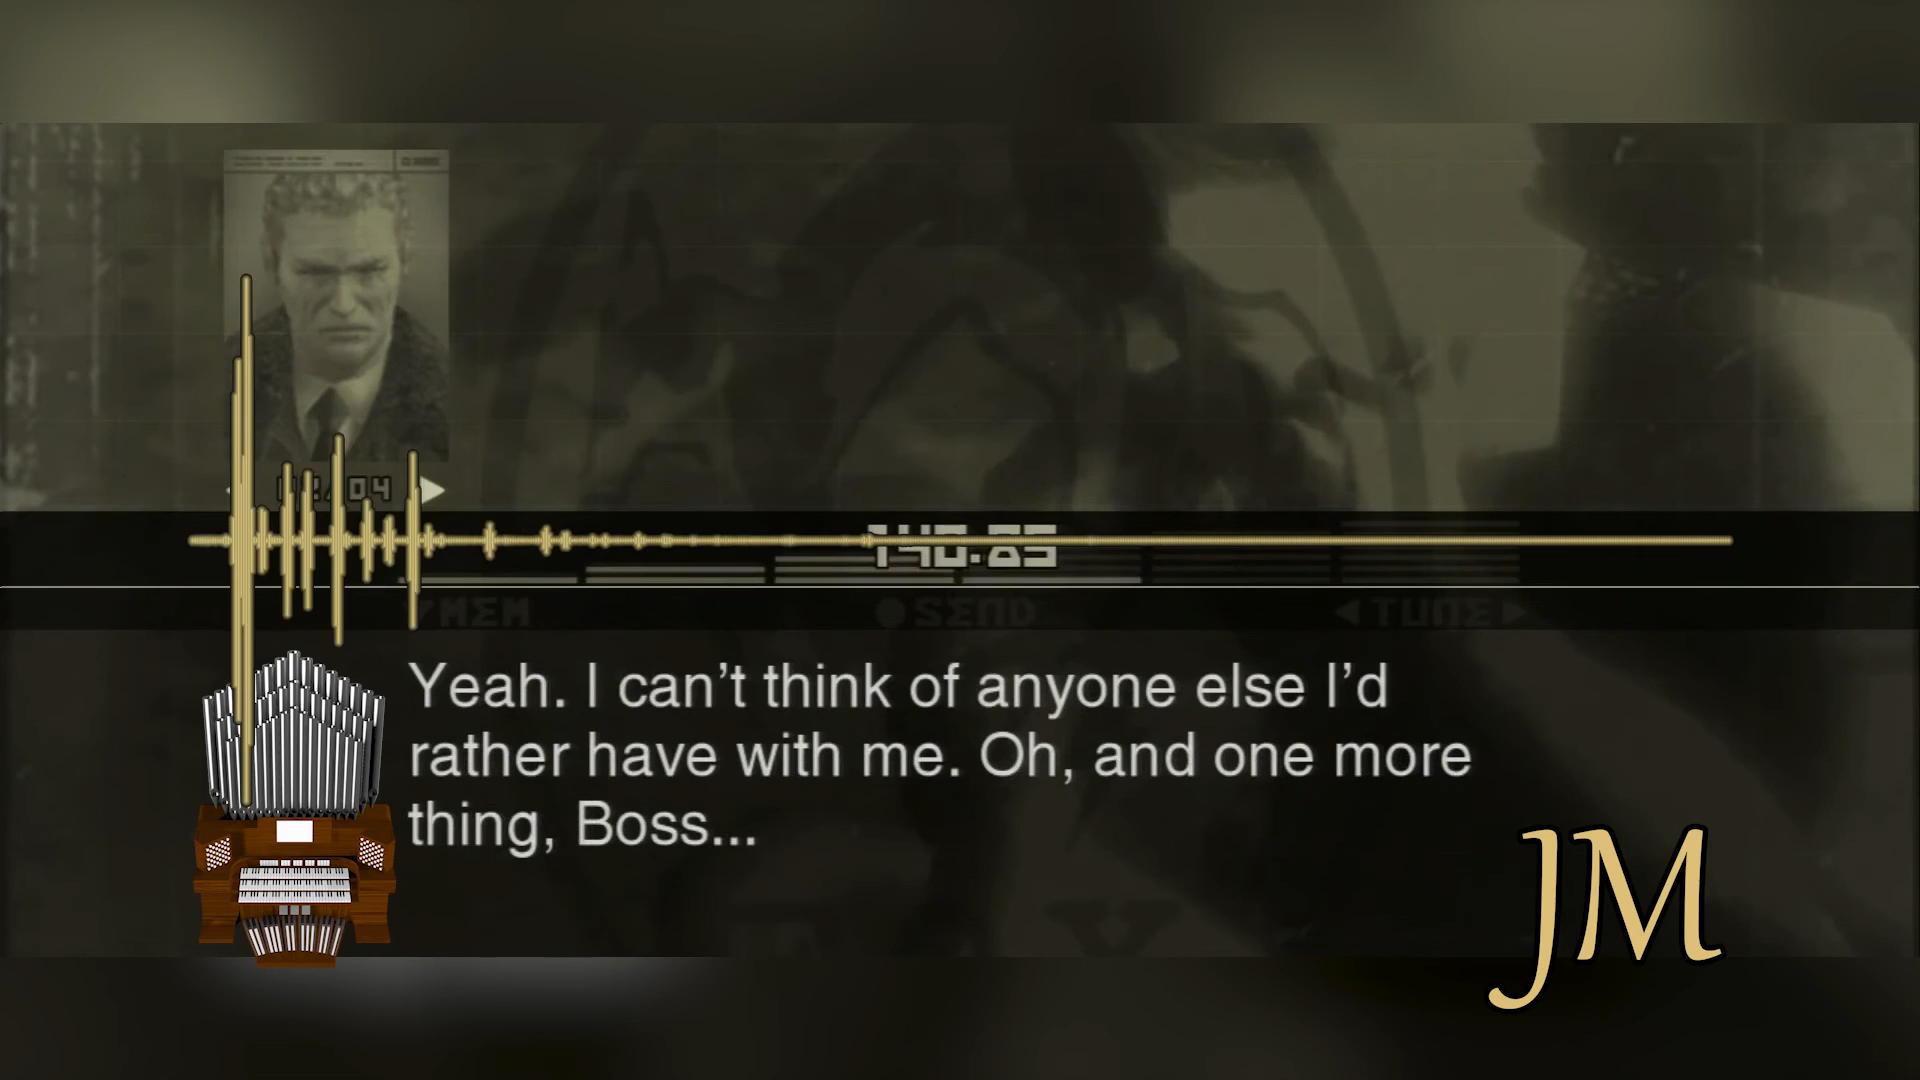 140.85
MEM
SEND
TUNE
Yeah. I can’t think of anyone else I’d
rather have with me. Oh, and one more
thing, Boss...
JM